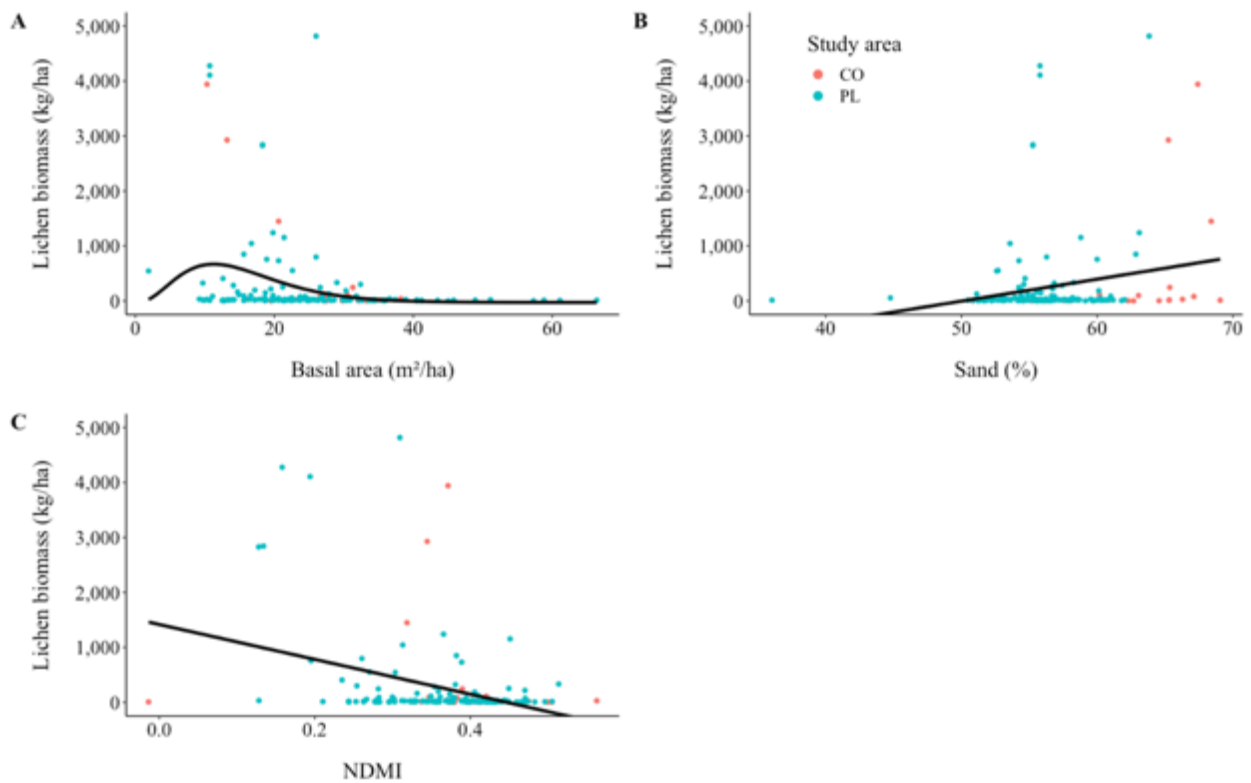 A
5,000
4,000
3,000
2,000
1,000
0
Lichen biomass (kg/ha)
0 20 40 60
Basal area (m²/ha)
B
5,000
4,000
3,000
2,000
1,000
0
Lichen biomass (kg/ha)
Study area
CO
PL
40 50 60 70
Sand (%)
C
5,000
4,000
3,000
2,000
1,000
0
Lichen biomass (kg/ha)
0.0 0.2 0.4
NDMI